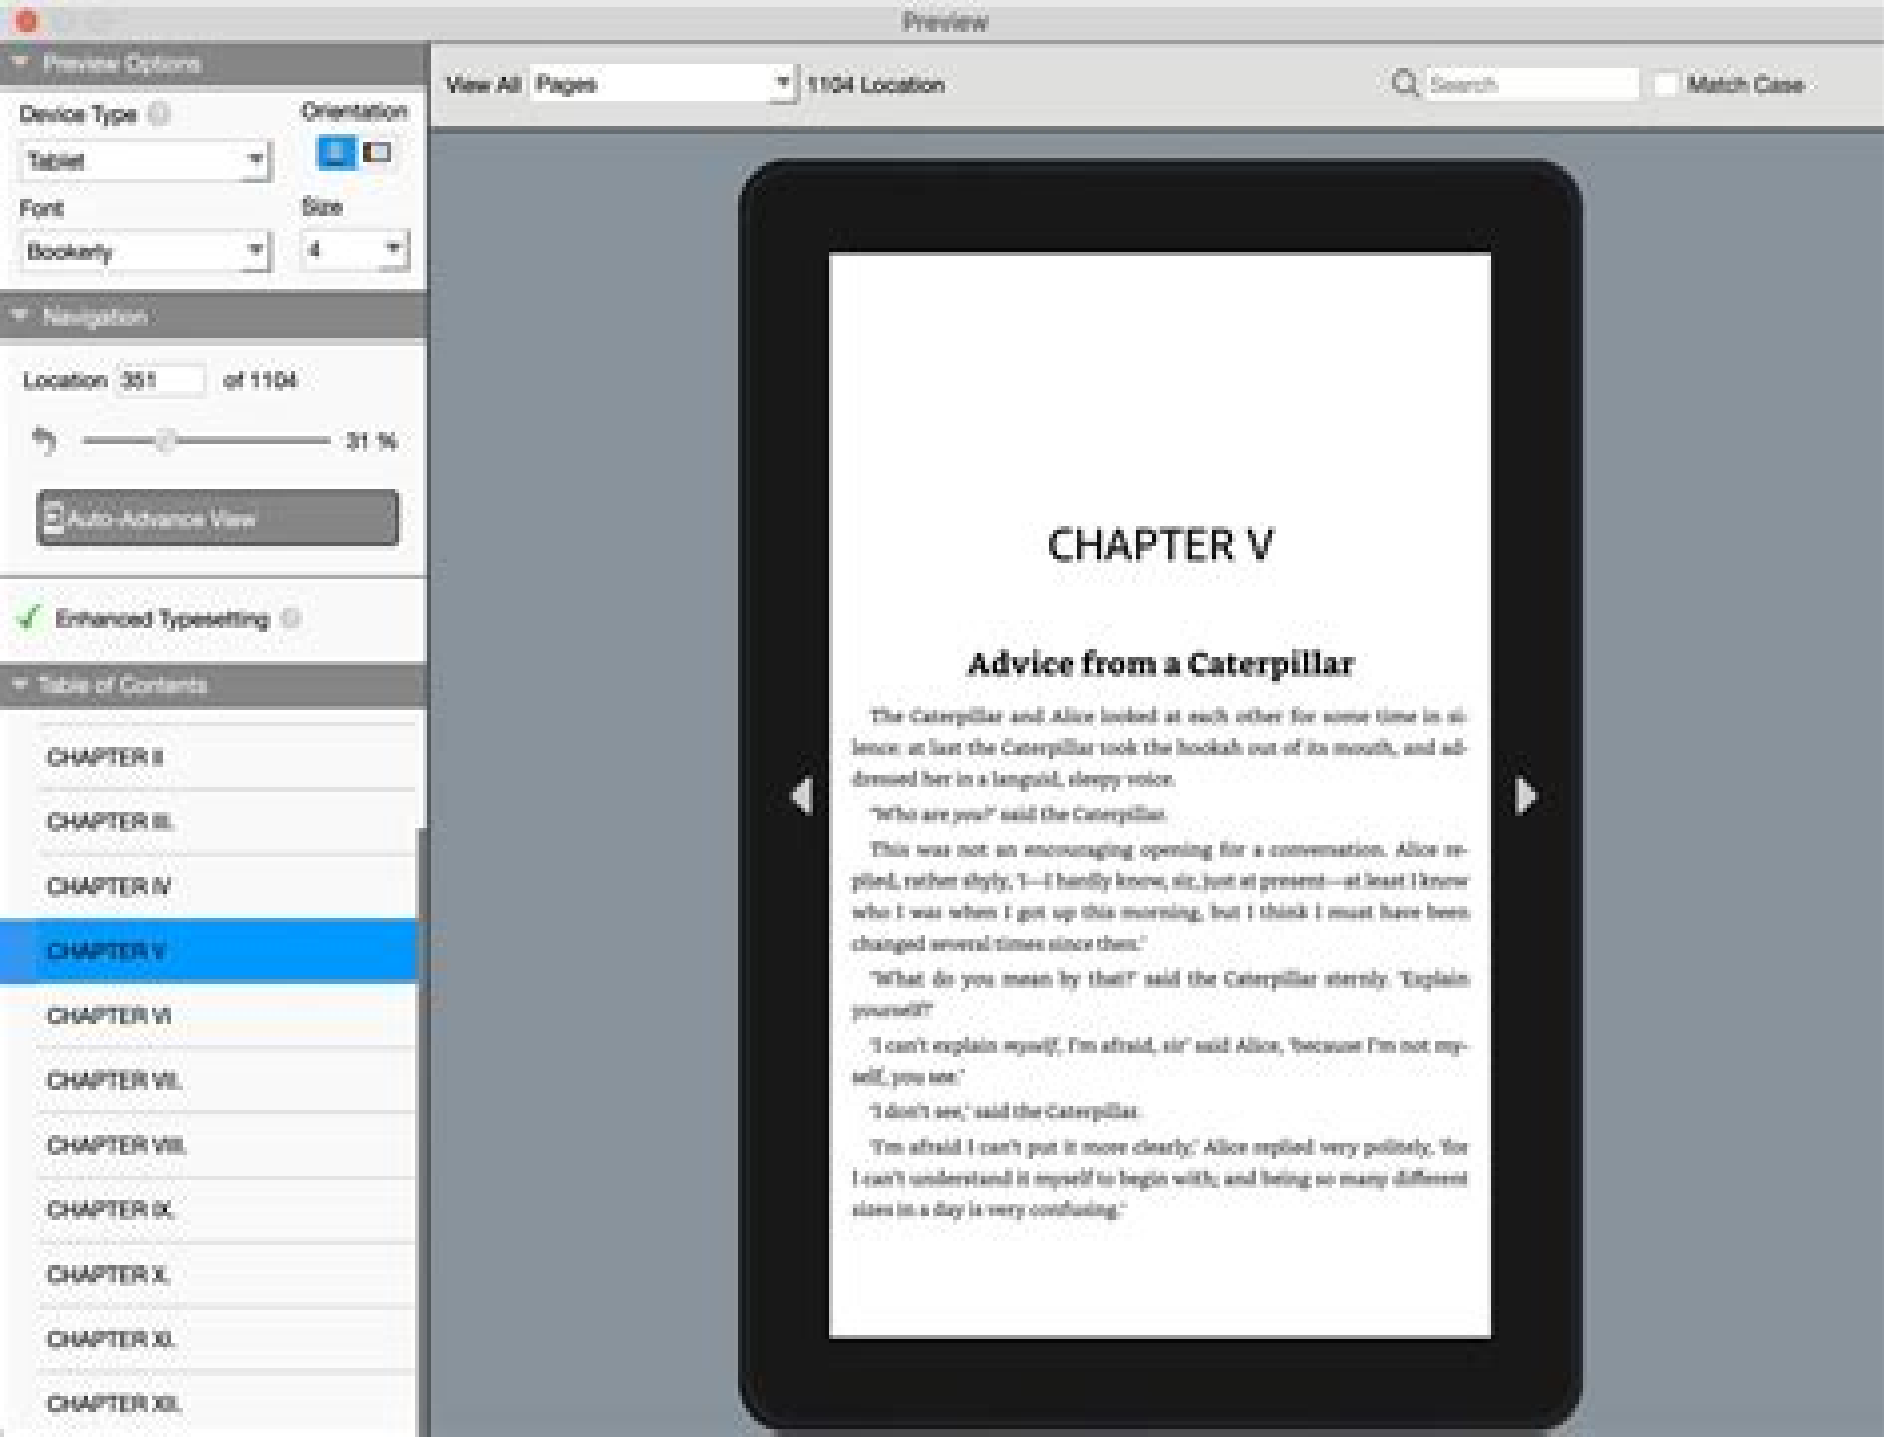 Preview
Preview Options
Device Type
Orientation
Tablet
Font
Size
Bookerly
4
Navigation
Location 351 of 1104
31 %
Auto-Advance View
Enhanced Typesetting
Table of Contents
CHAPTER II
CHAPTER III.
CHAPTER IV
CHAPTER V
CHAPTER VI
CHAPTER VII.
CHAPTER VIII.
CHAPTER IX.
CHAPTER X.
CHAPTER XI.
CHAPTER XII.
View All Pages 1104 Location
Search
Match Case
CHAPTER V
Advice from a Caterpillar
The Caterpillar and Alice looked at each other for some time in si-
lence: at last the Caterpillar took the hookah out of its mouth, and ad-
dressed her in a languid, sleepy voice.
'Who are you?' said the Caterpillar.
This was not an encouraging opening for a conversation. Alice re-
plied, rather shyly, 'I—I hardly know, sir, just at present—at least I know
who I was when I got up this morning, but I think I must have been
changed several times since then.'
'What do you mean by that?' said the Caterpillar sternly. 'Explain
yourself!'
'I can't explain myself, I'm afraid, sir' said Alice, 'because I'm not my-
self, you see.'
'I don't see,' said the Caterpillar.
'I'm afraid I can't put it more clearly,' Alice replied very politely, 'for
I can't understand it myself to begin with; and being so many different
sizes in a day is very confusing.'